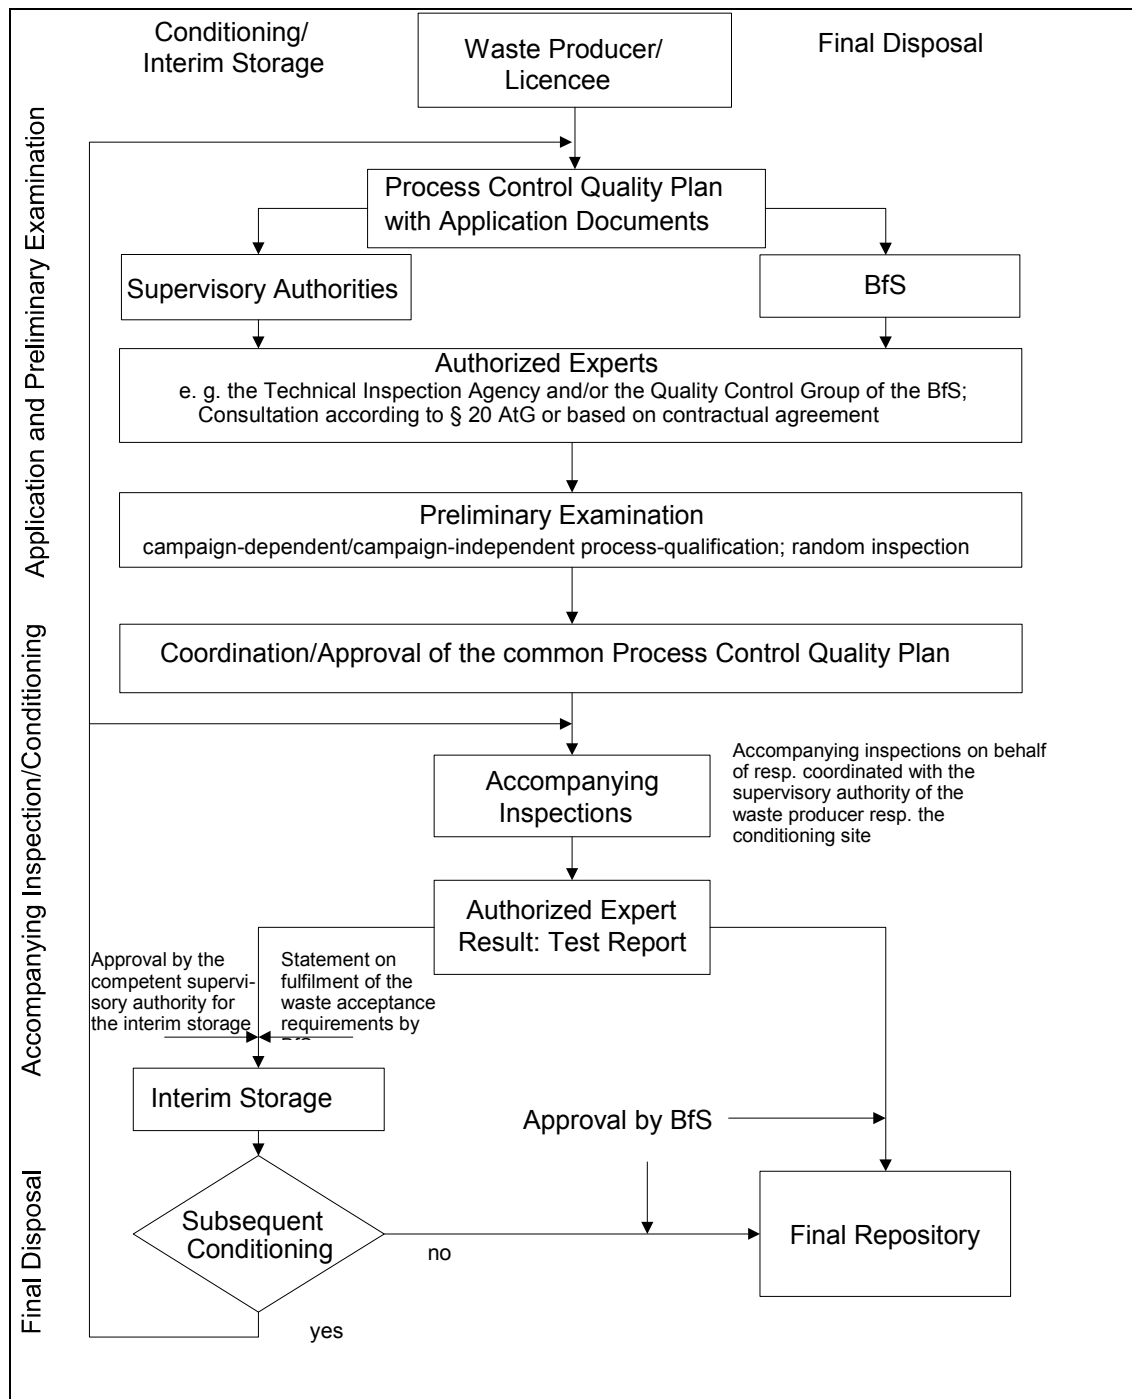 Conditioning/
Interim Storage
Waste Producer/
Licencee
Final Disposal
Application and Preliminary Examination
Process Control Quality Plan
with Application Documents
Supervisory Authorities
BfS
Authorized Experts
e. g. the Technical Inspection Agency and/or the Quality Control Group of the BfS;
Consultation according to § 20 AtG or based on contractual agreement
Preliminary Examination
campaign-dependent/campaign-independent process-qualification; random inspection
Coordination/Approval of the common Process Control Quality Plan
Accompanying Inspection/Conditioning
Accompanying
Inspections
Accompanying inspections on behalf
of resp. coordinated with the
supervisory authority of the
waste producer resp. the
conditioning site
Authorized Expert
Result: Test Report
Approval by the
competent supervi-
sory authority for
the interim storage
Statement on
fulfilment of the
waste acceptance
requirements by
Interim Storage
Approval by BfS
Final Disposal
Subsequent
Conditioning
no
yes
Final Repository